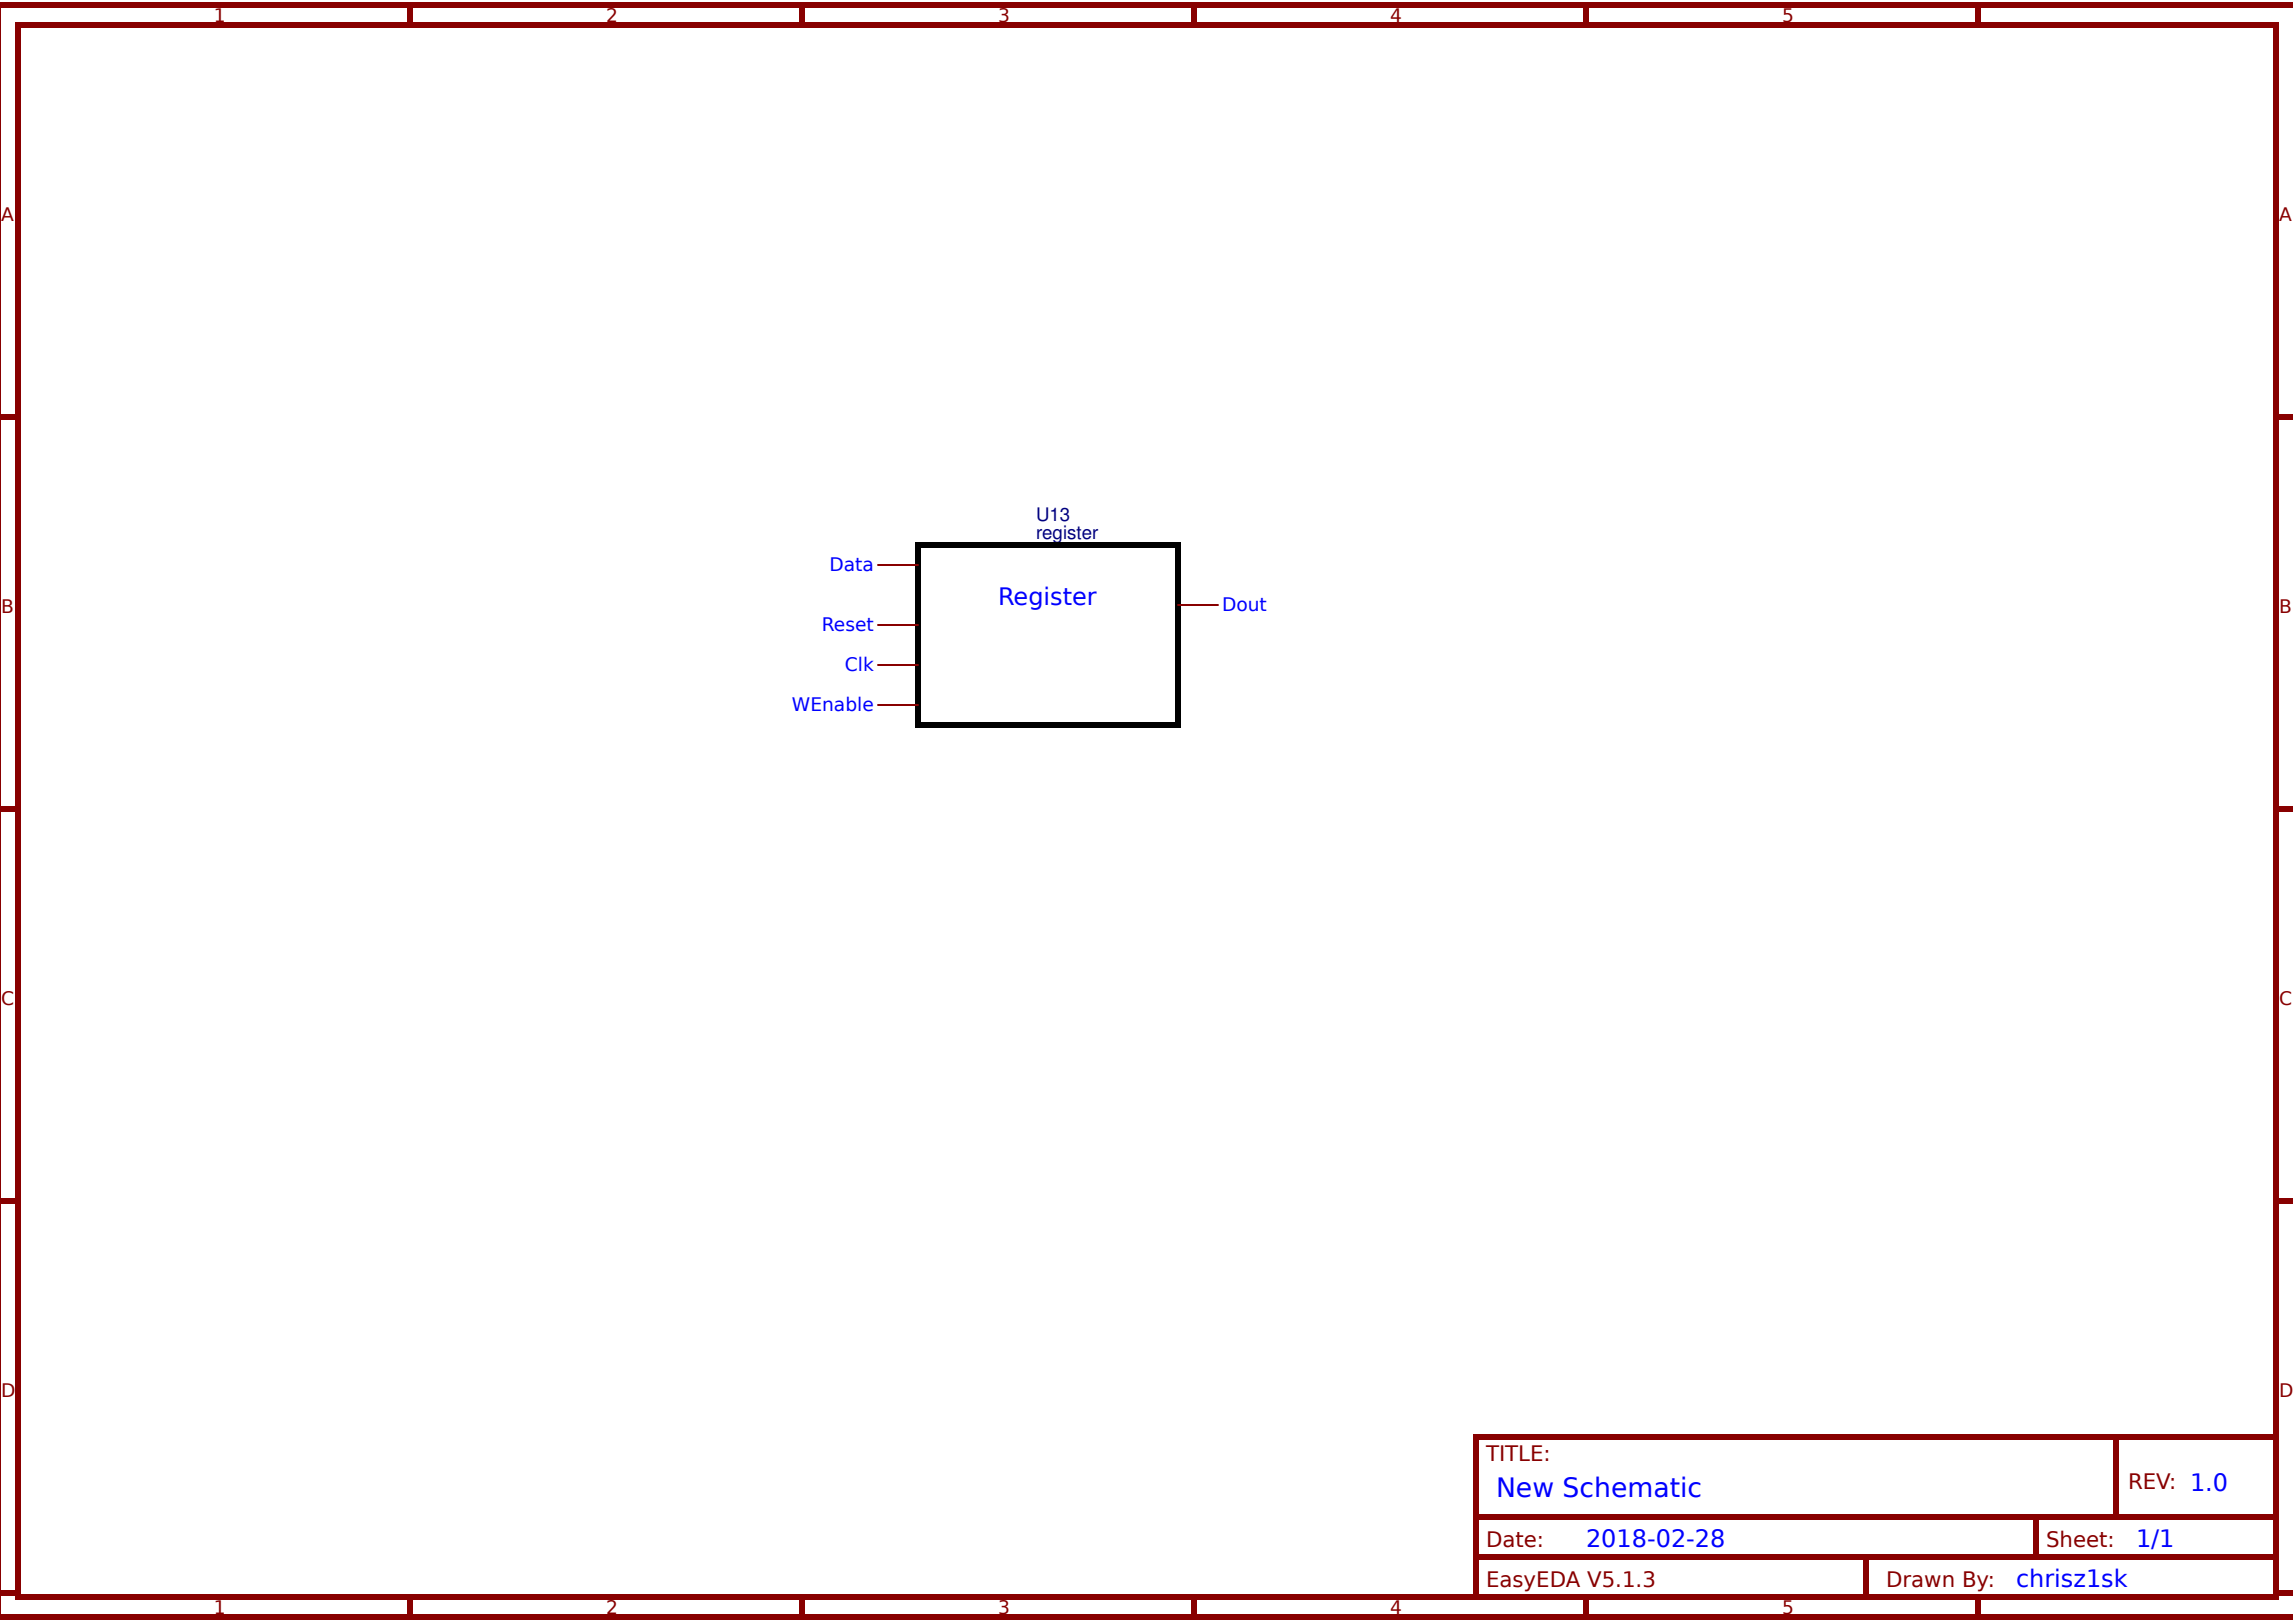 1 2 3 4 5
A A
U13
register
Data
Register
Dout
B B
Reset
Clk
WEnable
C C
D D
TITLE:
New Schematic
REV: 1.0
Date: 2018-02-28
Sheet: 1/1
EasyEDA V5.1.3
Drawn By: chrisz1sk
1 2 3 4 5